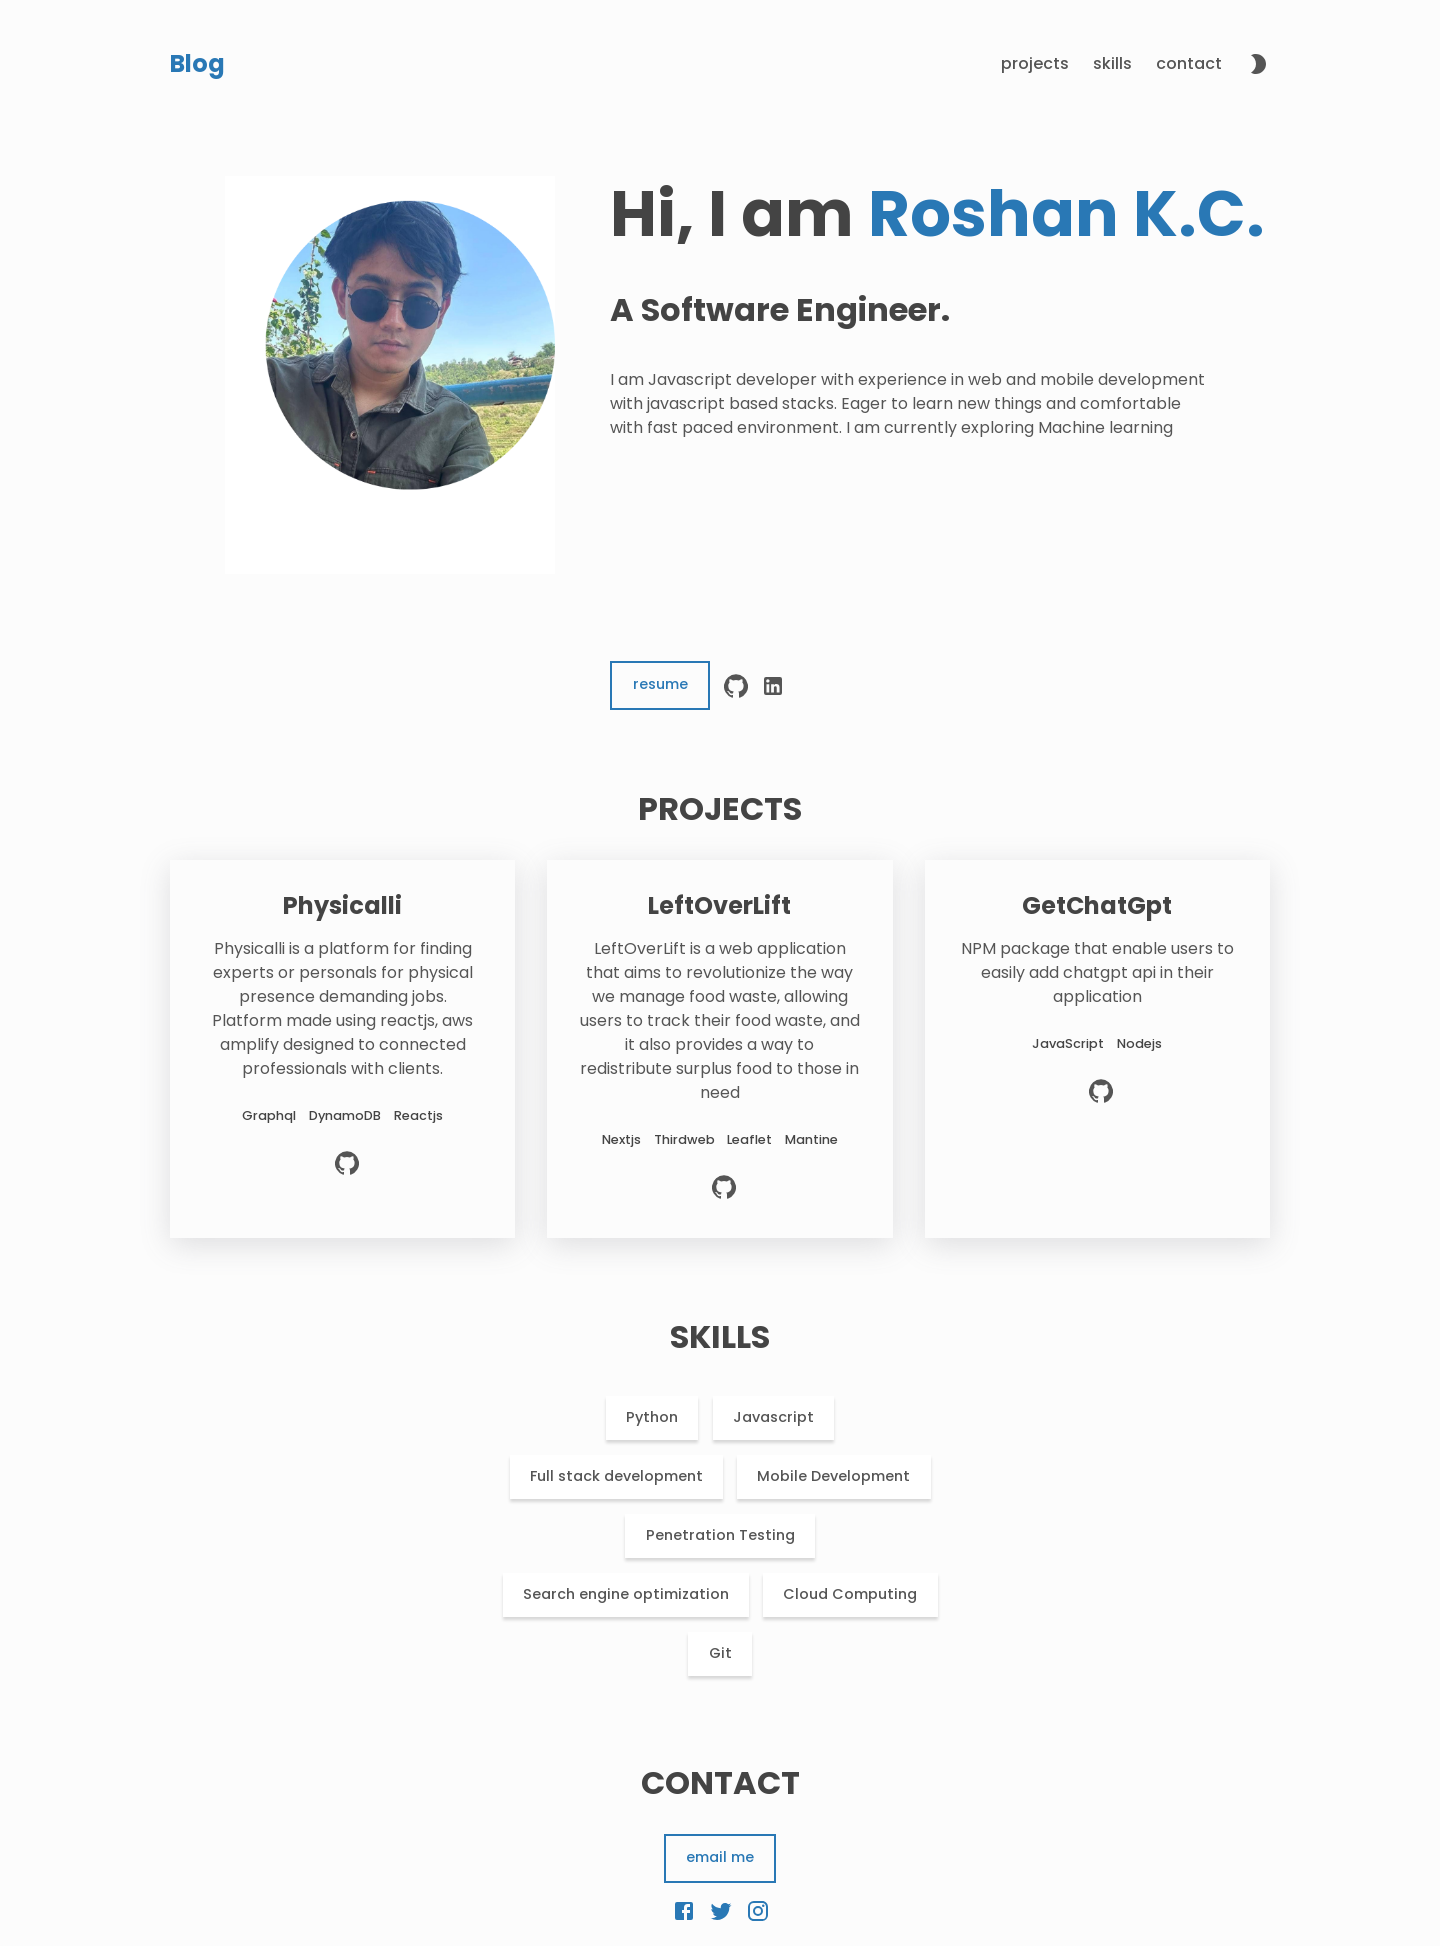 Blog
projects skills contact
Hi, I am Roshan K.C.
A Software Engineer.
I am Javascript developer with experience in web and mobile development
with javascript based stacks. Eager to learn new things and comfortable
with fast paced environment. I am currently exploring Machine learning
resume
PROJECTS
Physicalli
Physicalli is a platform for finding
experts or personals for physical
presence demanding jobs.
Platform made using reactjs, aws
amplify designed to connected
professionals with clients.
Graphql DynamoDB Reactjs
LeftOverLift
LeftOverLift is a web application
that aims to revolutionize the way
we manage food waste, allowing
users to track their food waste, and
it also provides a way to
redistribute surplus food to those in
need
Nextjs Thirdweb Leaflet Mantine
GetChatGpt
NPM package that enable users to
easily add chatgpt api in their
application
JavaScript Nodejs
SKILLS
Python Javascript
Full stack development Mobile Development
Penetration Testing
Search engine optimization Cloud Computing
Git
CONTACT
email me